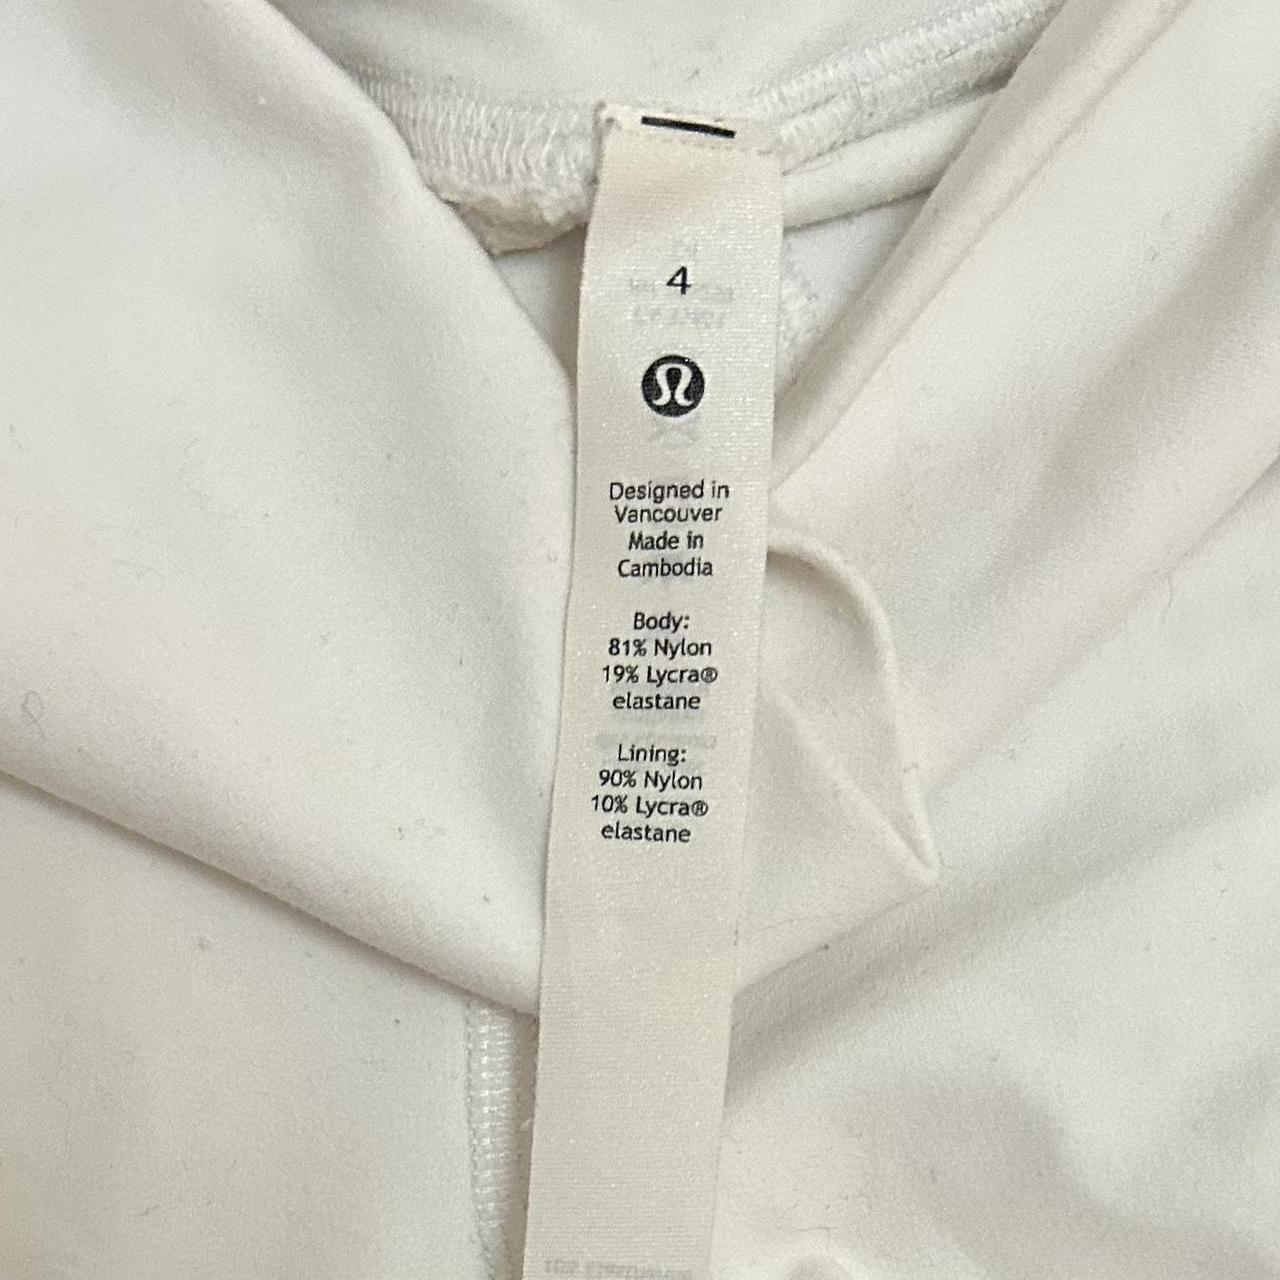 4
Designed in
Vancouver
Made in
Cambodia
Body:
81% Nylon
19% Lycra®
elastane
Lining:
90% Nylon
10% Lycra®
elastane